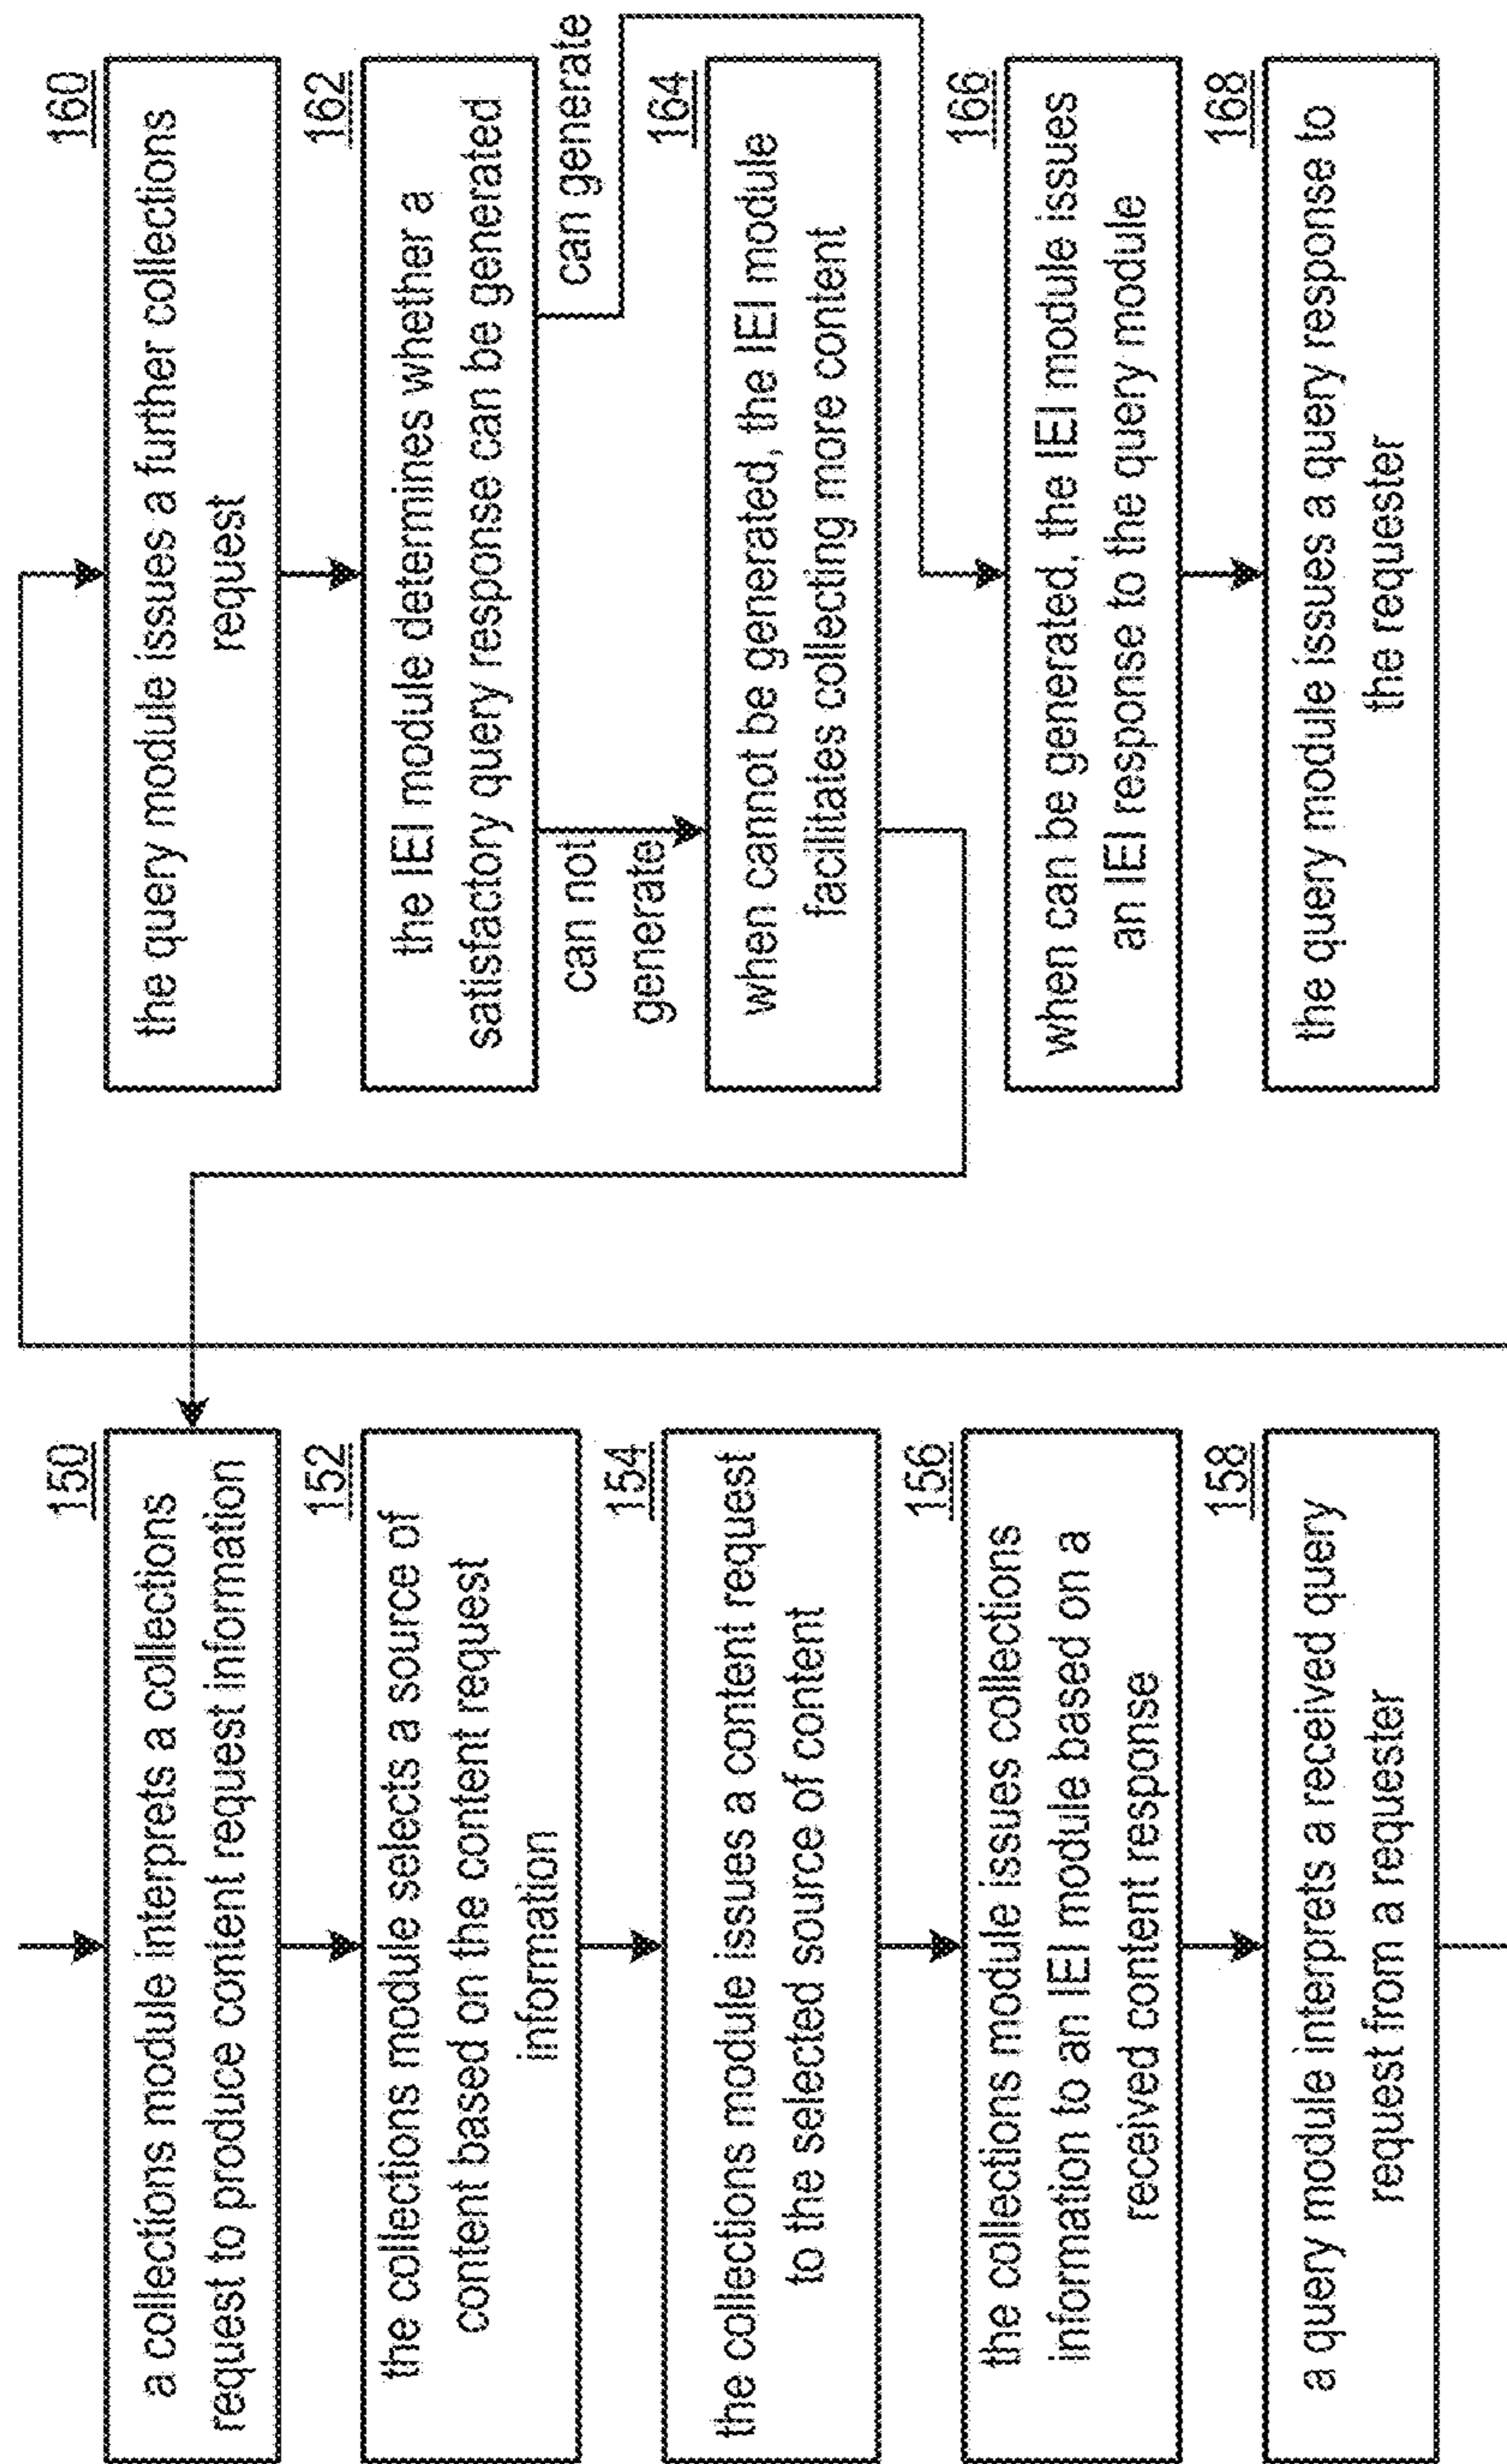 150
a collections module interprets a collections
request to produce content request information
152
the collections module selects a source of
content based on the content request
information
154
the collections module issues a content request
to the selected source of content
156
the collections module issues collections
information to an IEI module based on a
received content response
158
a query module interprets a received query
request from a requester
160
the query module issues a further collections
request
162
the IEI module determines whether a
satisfactory query response can be generated
can not
generate
can generate
164
when cannot be generated, the IEI module
facilitates collecting more content
166
when can be generated, the IEI module issues
an IEI response to the query module
168
the query module issues a query response to
the requester